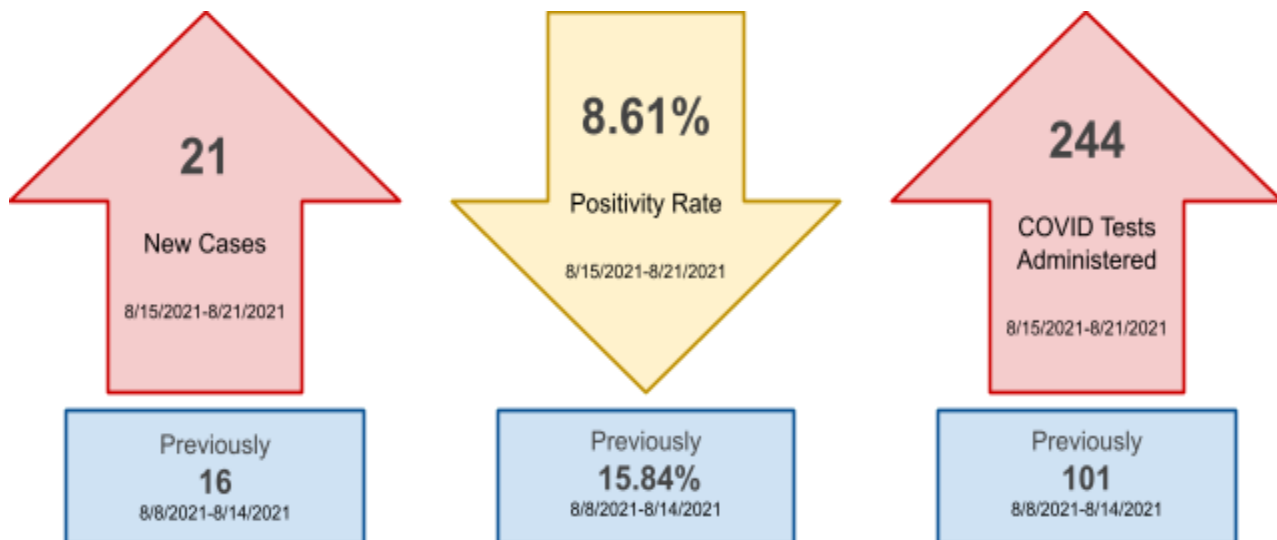 21
New Cases
8/15/2021-8/21/2021
Previously
16
8/8/2021-8/14/2021
8.61%
Positivity Rate
8/15/2021-8/21/2021
Previously
15.84%
8/8/2021-8/14/2021
244
COVID Tests
Administered
8/15/2021-8/21/2021
Previously
101
8/8/2021-8/14/2021